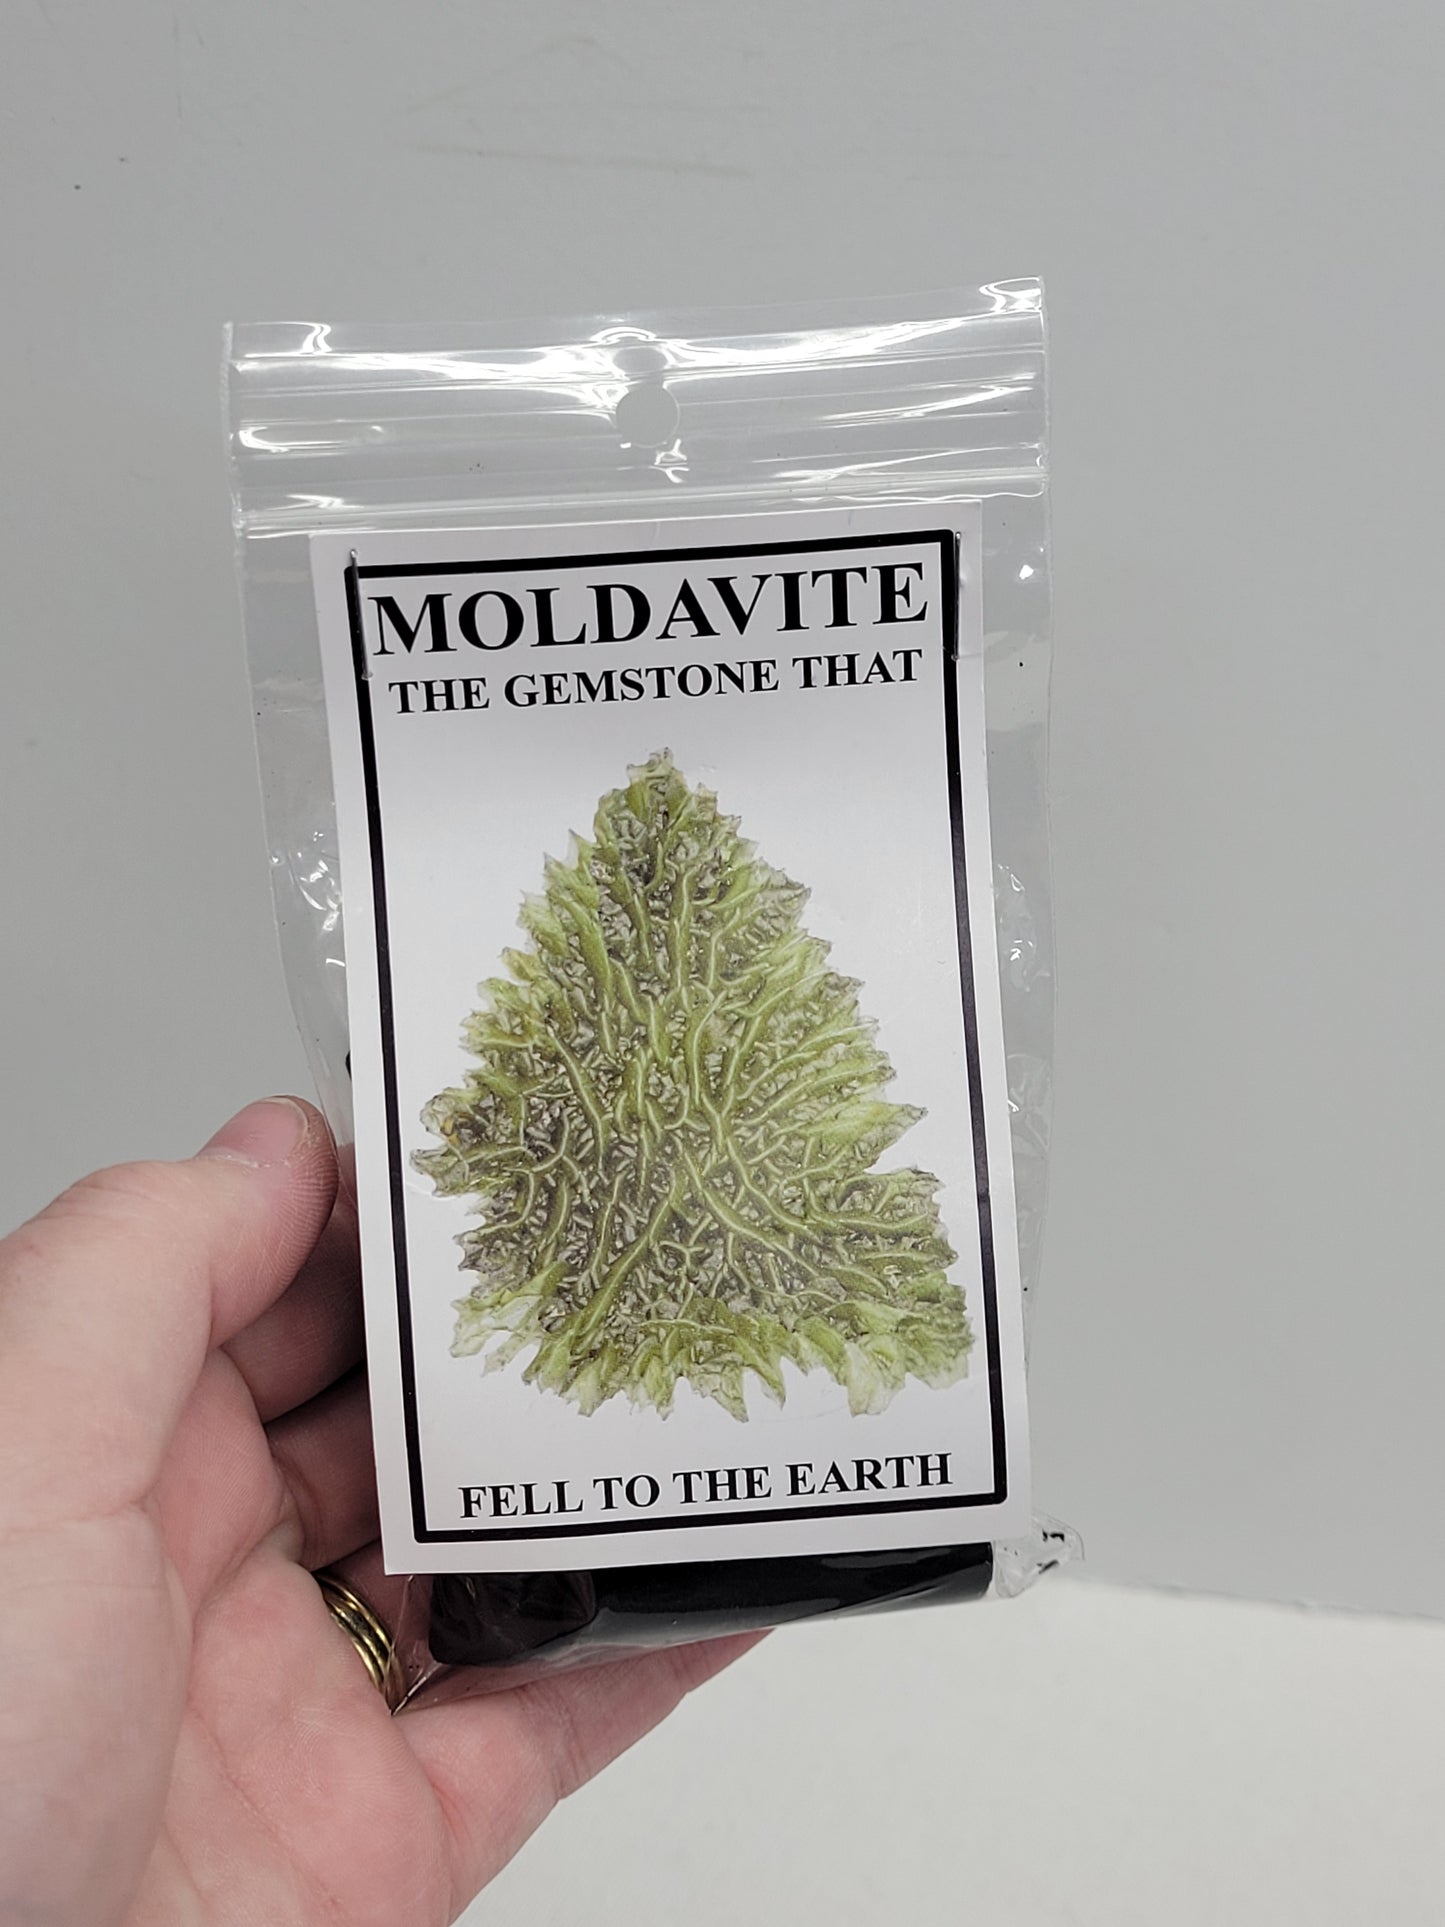 MOLDAVITE
THE GEMSTONE THAT
FELL TO THE EARTH